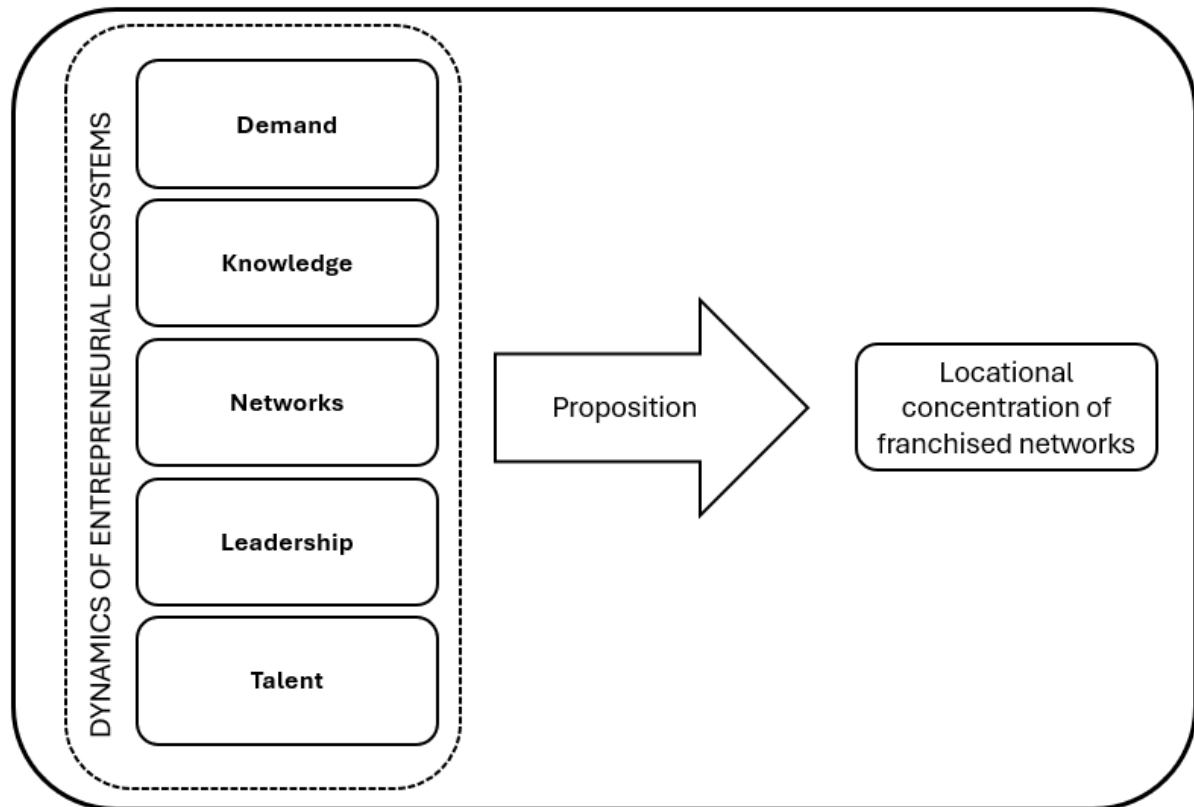 DYNAMICS OF ENTREPRENEURIAL ECOSYSTEMS
Demand
Knowledge
Networks
Leadership
Talent
Proposition
Locational
concentration of
franchised networks